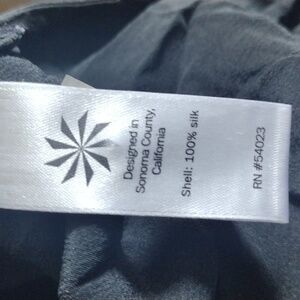 Designed in
Sonoma County,
California
Shell: 100% silk
RN #54023